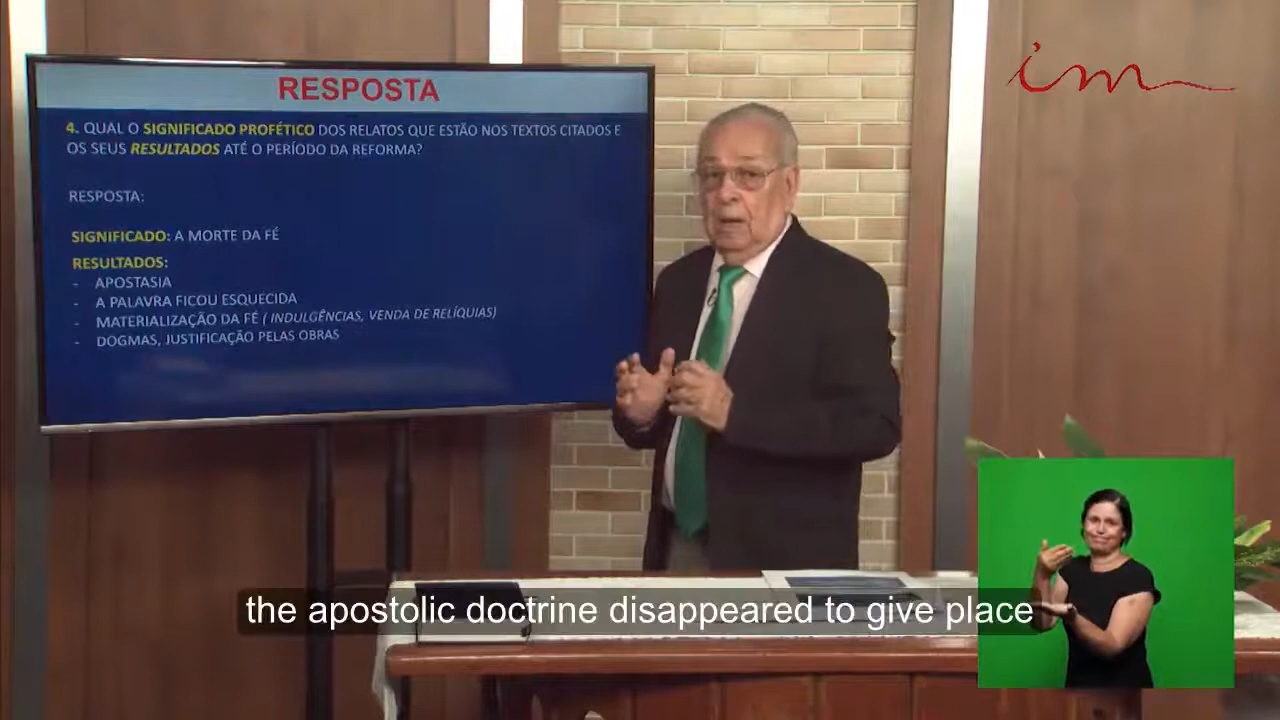 im
RESPOSTA
4. QUAL O SIGNIFICADO PROFÉTICO DOS RELATOS QUE ESTÃO NOS TEXTOS CITADOS E
OS SEUS RESULTADOS ATÉ O PERÍODO DA REFORMA?
RESPOSTA:
SIGNIFICADO: A MORTE DA FÉ
RESULTADOS:
- APOSTASIA
- A PALAVRA FICOU ESQUECIDA
- MATERIALIZAÇÃO DA FÉ ( INDULGÊNCIAS, VENDA DE RELÍQUIAS)
- DOGMAS, JUSTIFICAÇÃO PELAS OBRAS
the apostolic doctrine disappeared to give place